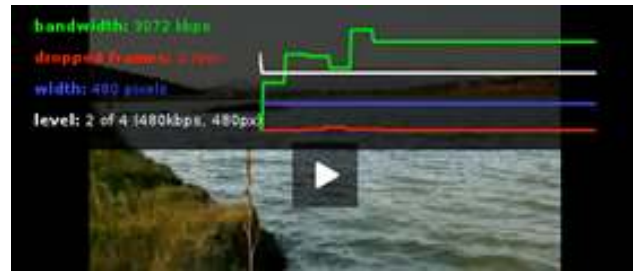 bandwidth: 3072 kbps
dropped frames:
width: 480 pixels
level: 2 of 4 (480kbps, 480px)